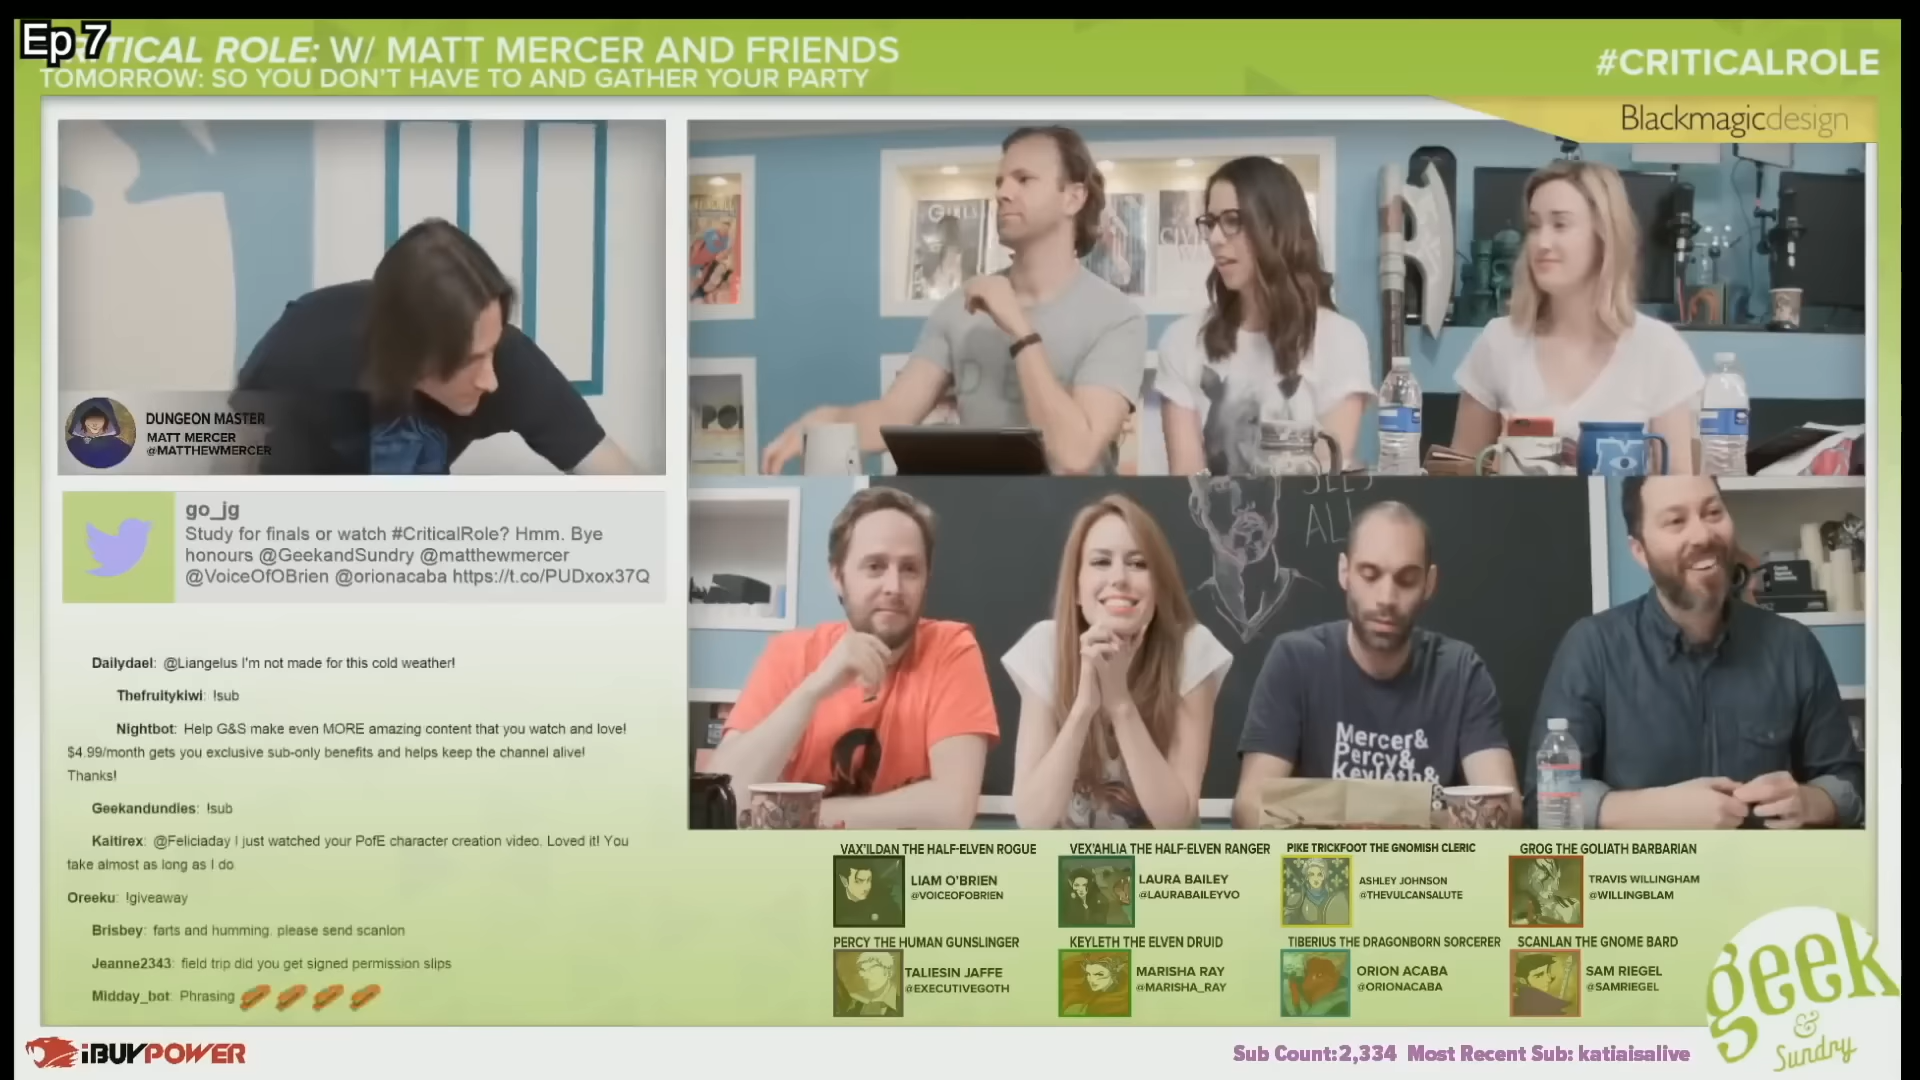 Ep 7
CRITICAL ROLE: W/ MATT MERCER AND FRIENDS
TOMORROW: SO YOU DON'T HAVE TO AND GATHER YOUR PARTY
#CRITICALROLE
Blackmagicdesign
DUNGEON MASTER
MATT MERCER
@MATTHEWMERCER
GIRLS
CIVIL
WA
SEES
ALL
Mercer&
Percy&
Keyleth&
go_jg
Study for finals or watch #CriticalRole? Hmm. Bye
honours @GeekandSundry @matthewmercer
@VoiceOfOBrien @orionacaba https://t.co/PUDxox37Q
Dailydael: @Liangelus I'm not made for this cold weather!
Thefruitykiwi: !sub
Nightbot: Help G&S make even MORE amazing content that you watch and love!
$4.99/month gets you exclusive sub-only benefits and helps keep the channel alive!
Thanks!
Geekandundies: !sub
Kaitirex: @Feliciaday I just watched your PofE character creation video. Loved it! You
take almost as long as I do
Oreeku: !giveaway
Brisbey: farts and humming. please send scanlon
Jeanne2343: field trip did you get signed permission slips
Midday_bot: Phrasing
VAX'ILDAN THE HALF-ELVEN ROGUE
LIAM O'BRIEN
@VOICEOFOBRIEN
VEX'AHLIA THE HALF-ELVEN RANGER
LAURA BAILEY
@LAURABAILEYVO
PIKE TRICKFOOT THE GNOMISH CLERIC
ASHLEY JOHNSON
@THEVULCANSALUTE
GROG THE GOLIATH BARBARIAN
TRAVIS WILLINGHAM
@WILLINGBLAM
PERCY THE HUMAN GUNSLINGER
TALIESIN JAFFE
@EXECUTIVEGOTH
KEYLETH THE ELVEN DRUID
MARISHA RAY
@MARISHA_RAY
TIBERIUS THE DRAGONBORN SORCERER
ORION ACABA
@ORIONACABA
SCANLAN THE GNOME BARD
SAM RIEGEL
@SAMRIEGEL
geek
&
Sundry
iBUYPOWER
Sub Count:2,334 Most Recent Sub: katiaisalive